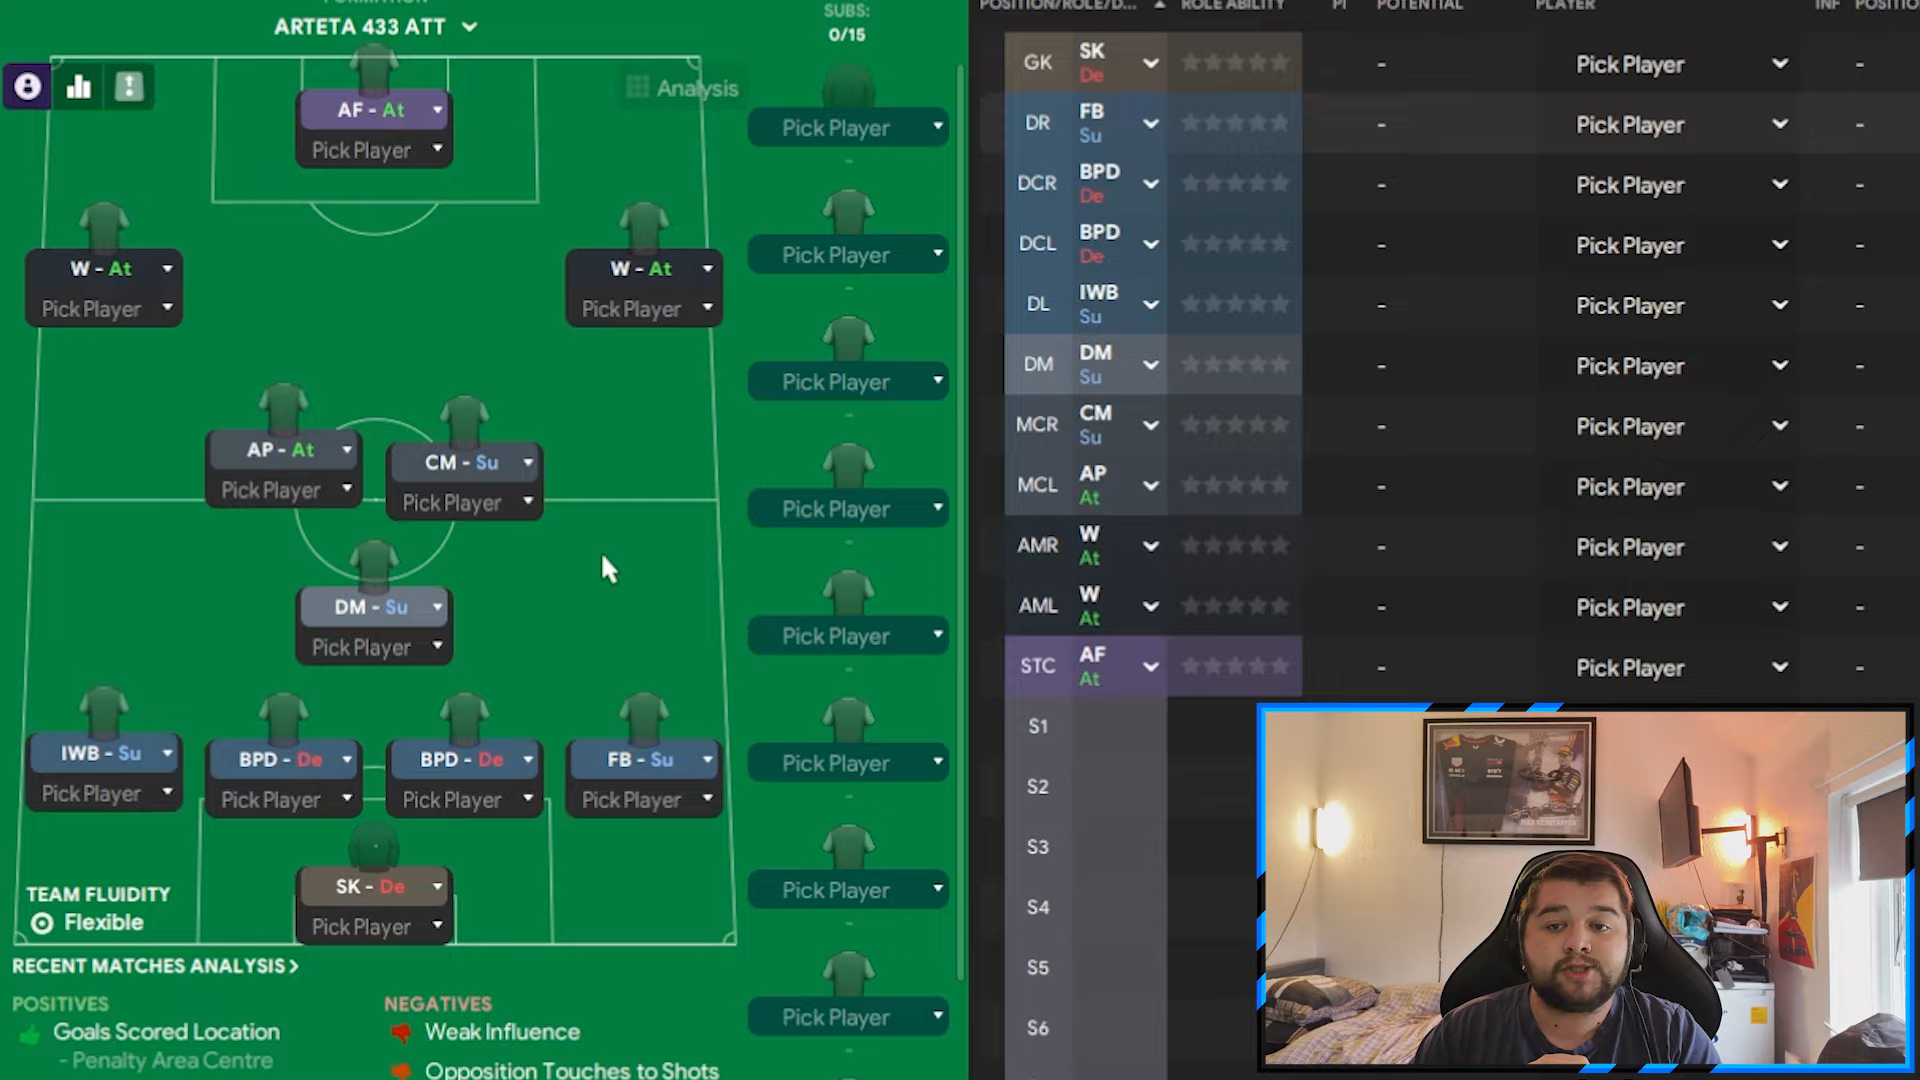 FORMATION
ARTETA 433 ATT
SUBS:
0/15
Analysis
AF - At
Pick Player
W - At
Pick Player
W - At
Pick Player
AP - At
Pick Player
CM - Su
Pick Player
DM - Su
Pick Player
IWB - Su
Pick Player
BPD - De
Pick Player
BPD - De
Pick Player
FB - Su
Pick Player
SK - De
Pick Player
TEAM FLUIDITY
Flexible
RECENT MATCHES ANALYSIS >
POSITIVES
Goals Scored Location
- Penalty Area Centre
NEGATIVES
Weak Influence
Opposition Touches to Shots
Pick Player
-
Pick Player
-
Pick Player
-
Pick Player
-
Pick Player
-
Pick Player
-
Pick Player
-
Pick Player
-
POSITION/ROLE/D... ROLE ABILITY PI POTENTIAL PLAYER INF POSITIO
GK SK De - Pick Player -
DR FB Su - Pick Player -
DCR BPD De - Pick Player -
DCL BPD De - Pick Player -
DL IWB Su - Pick Player -
DM DM Su - Pick Player -
MCR CM Su - Pick Player -
MCL AP At - Pick Player -
AMR W At - Pick Player -
AML W At - Pick Player -
STC AF At - Pick Player -
S1
S2
S3
S4
S5
S6